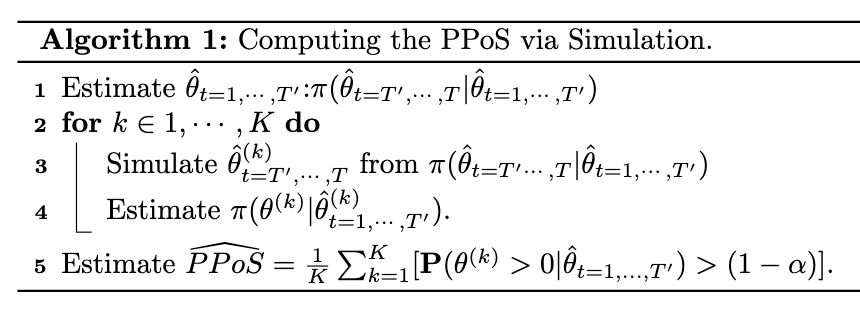 Algorithm 1: Computing the PPoS via Simulation.
1 Estimate $\hat{\theta}_{t=1,\cdots,T'}:\pi(\hat{\theta}_{t=T',\cdots,T}|\hat{\theta}_{t=1,\cdots,T'})$
2 for $k \in 1, \cdots, K$ do
3 Simulate $\hat{\theta}^{(k)}_{t=T',\cdots,T}$ from $\pi(\hat{\theta}_{t=T'\cdots,T}|\hat{\theta}_{t=1,\cdots,T'})$
4 Estimate $\pi(\theta^{(k)}|\hat{\theta}^{(k)}_{t=1,\cdots,T'})$.
5 Estimate $\widehat{PPoS} = \frac{1}{K}\sum_{k=1}^{K}[\mathbf{P}(\theta^{(k)} > 0|\hat{\theta}_{t=1,\ldots,T'}) > (1-\alpha)]$.